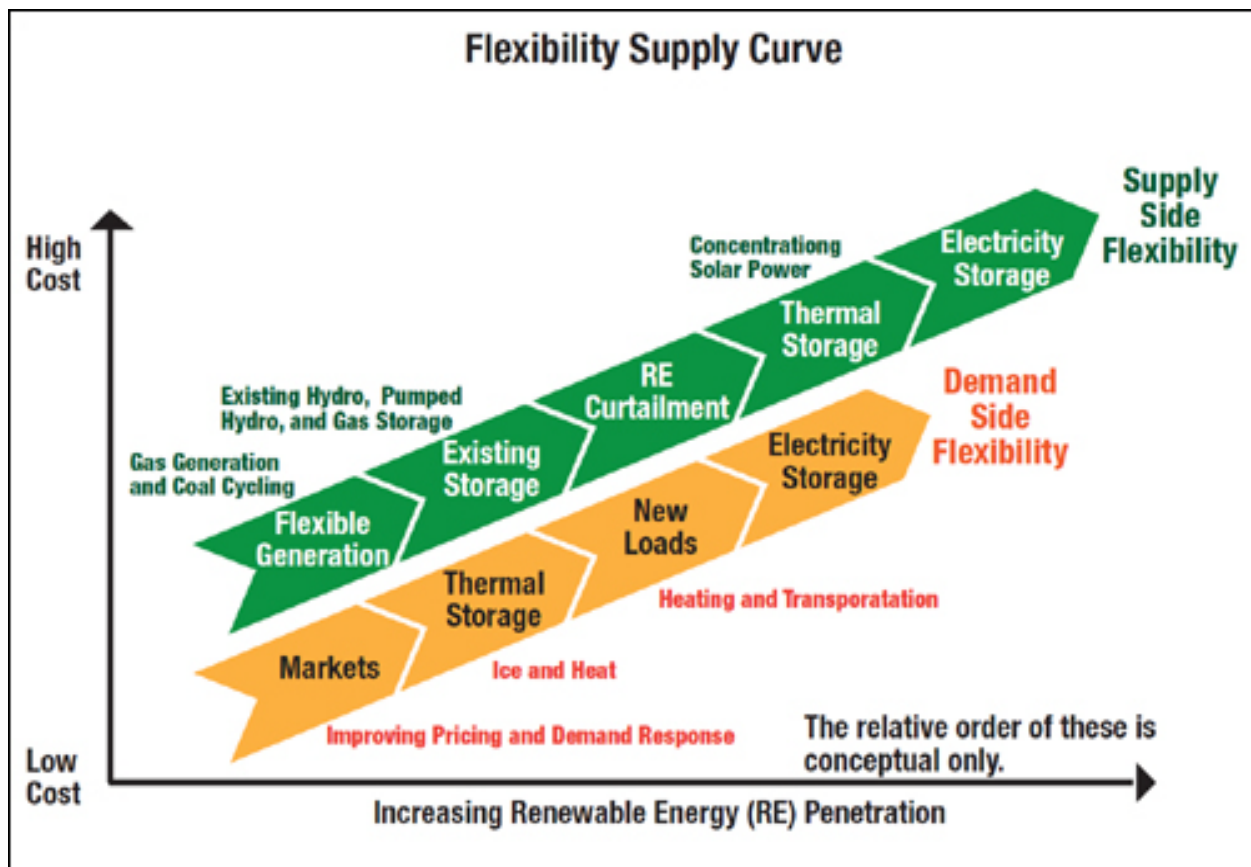 Flexibility Supply Curve
High
Cost
Low
Cost
Supply
Side
Flexibility
Concentrationg
Solar Power
Electricity
Storage
Thermal
Storage
RE
Curtailment
Existing Hydro, Pumped
Hydro, and Gas Storage
Existing
Storage
Gas Generation
and Coal Cycling
Flexible
Generation
Demand
Side
Flexibility
Electricity
Storage
New
Loads
Heating and Transporatation
Thermal
Storage
Ice and Heat
Markets
Improving Pricing and Demand Response
The relative order of these is
conceptual only.
Increasing Renewable Energy (RE) Penetration